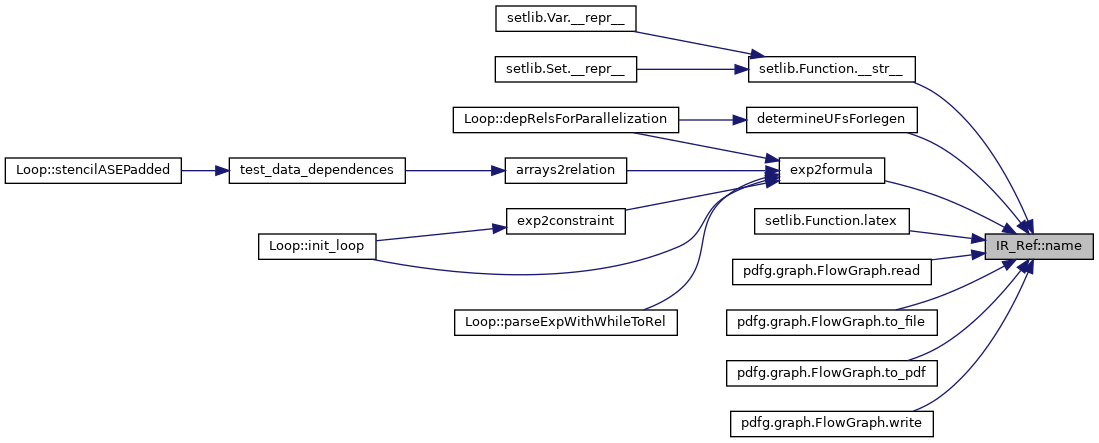 setlib.Var.__repr__
setlib.Set.__repr__
setlib.Function.__str__
Loop::depRelsForParallelization
determineUFsForIegen
Loop::stencilASEPadded
test_data_dependences
arrays2relation
exp2formula
exp2constraint
setlib.Function.latex
Loop::init_loop
IR_Ref::name
pdfg.graph.FlowGraph.read
Loop::parseExpWithWhileToRel
pdfg.graph.FlowGraph.to_file
pdfg.graph.FlowGraph.to_pdf
pdfg.graph.FlowGraph.write